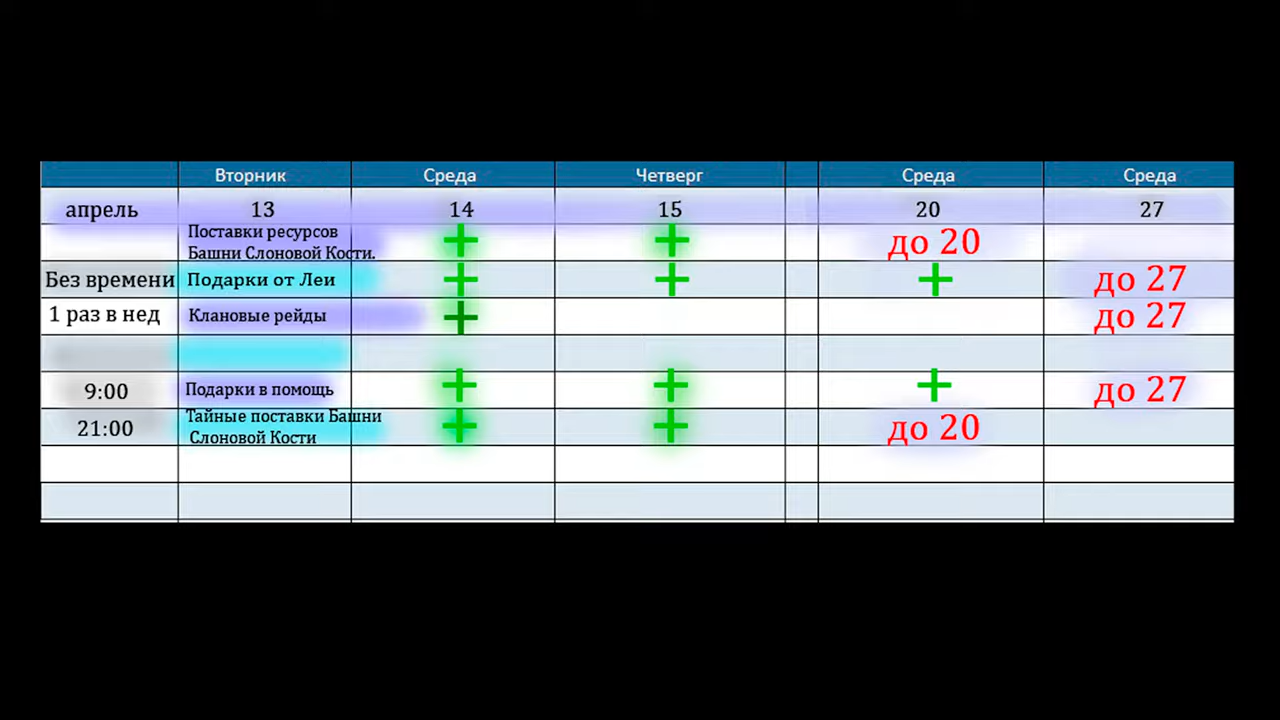 Вторник Среда Четверг Среда Среда
апрель 13 14 15 20 27
Поставки ресурсов
Башни Слоновой Кости. + + до 20
Без времени Подарки от Леи + + + до 27
1 раз в нед Клановые рейды + до 27
9:00 Подарки в помощь + + + до 27
Тайные поставки Башни
21:00 Слоновой Кости + + до 20